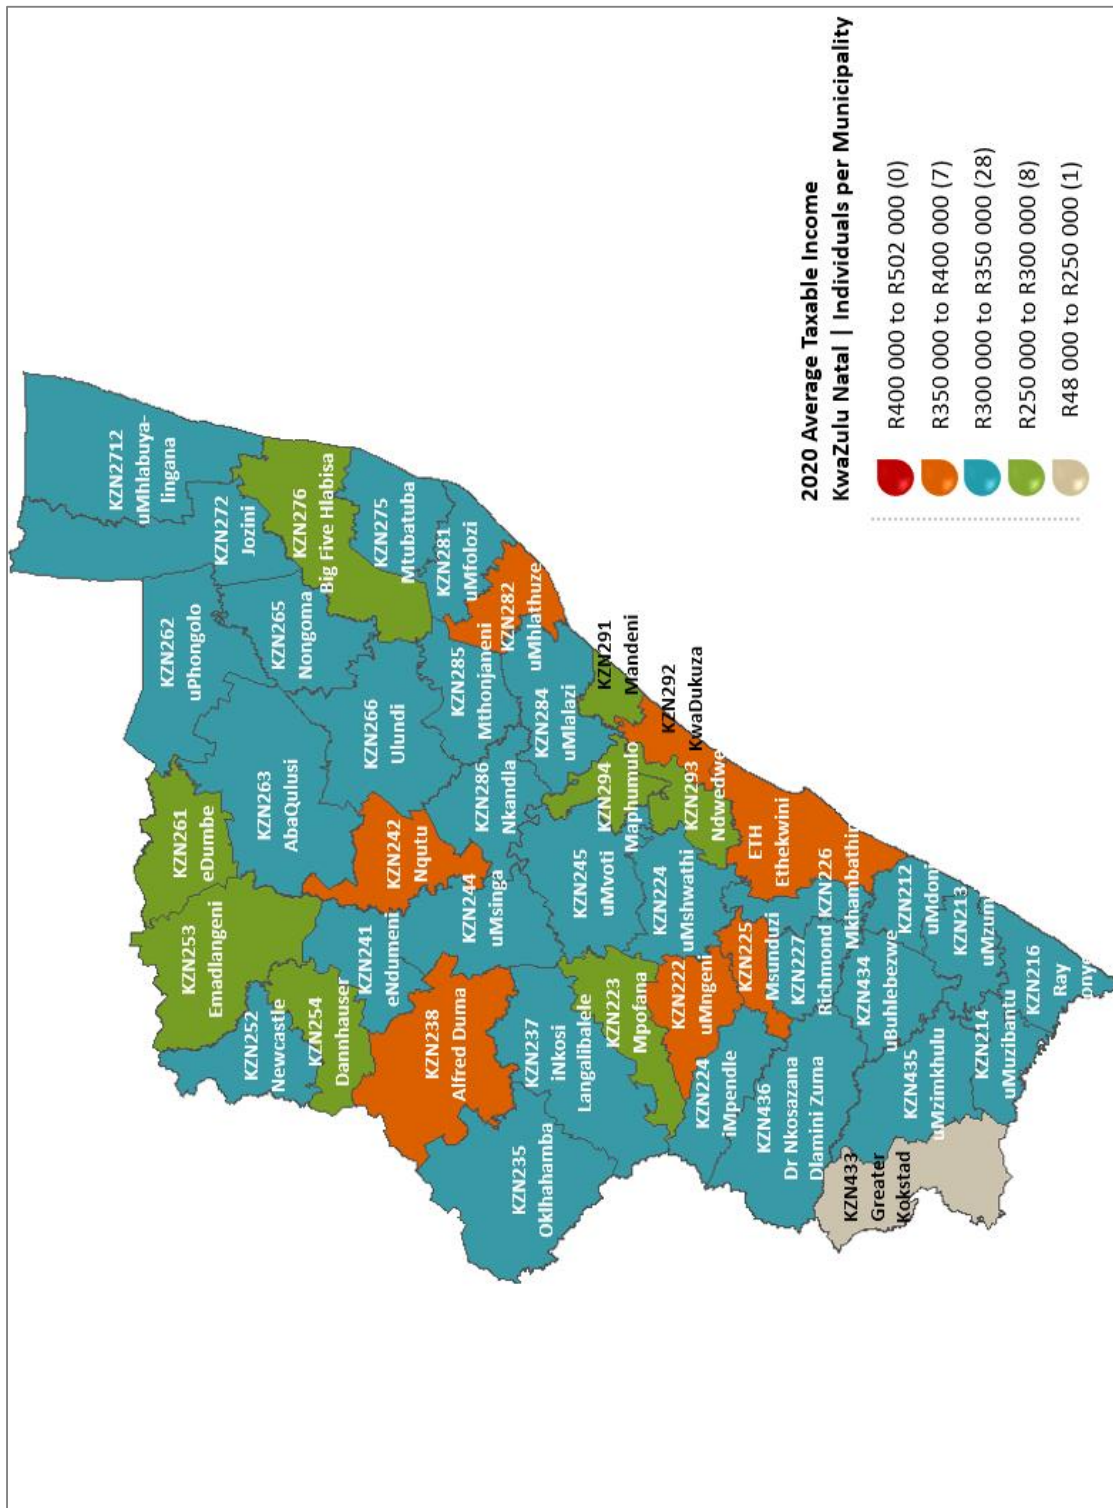 2020 Average Taxable Income
KwaZulu Natal | Individuals per Municipality
R400 000 to R502 000 (0)
R350 000 to R400 000 (7)
R300 000 to R350 000 (28)
R250 000 to R300 000 (8)
R48 000 to R250 000 (1)
KZN2712
uMhlabuya-
lingana
KZN272
Jozini
KZN276
Big Five Hlabisa
KZN275
Mtubatuba
KZN281
uMfolozi
KZN282
uMhlathuze
KZN262
uPhongolo
KZN265
Nongoma
KZN266
Ulundi
KZN285
Mthonjaneni
KZN284
uMlalazi
KZN291
Mandeni
KZN292
KwaDukuza
KZN263
AbaQulusi
KZN286
Nkandla
KZN294
Maphumulo
KZN293
Ndwedwe
KZN261
eDumbe
KZN242
Nqutu
KZN244
uMsinga
KZN245
uMvoti
KZN224
uMshwathi
ETH
Ethekwini
KZN226
Mkhambathin
KZN253
Emadlangeni
KZN241
eNdumeni
KZN252
Newcastle
KZN254
Dannhauser
KZN238
Alfred Duma
KZN237
iNkosi
Langalibalele
KZN223
Mpofana
KZN222
uMngeni
KZN225
Msunduzi
KZN227
Richmond
KZN212
uMdoni
KZN213
uMzum
KZN235
Oklhahamba
KZN224
iMpendle
KZN436
Dr Nkosazana
Dlamini Zuma
KZN434
uBuhlebezwe
KZN435
uMzimkhulu
KZN214
uMuzibantu
KZN216
Ray
onye
KZN433
Greater
Kokstad